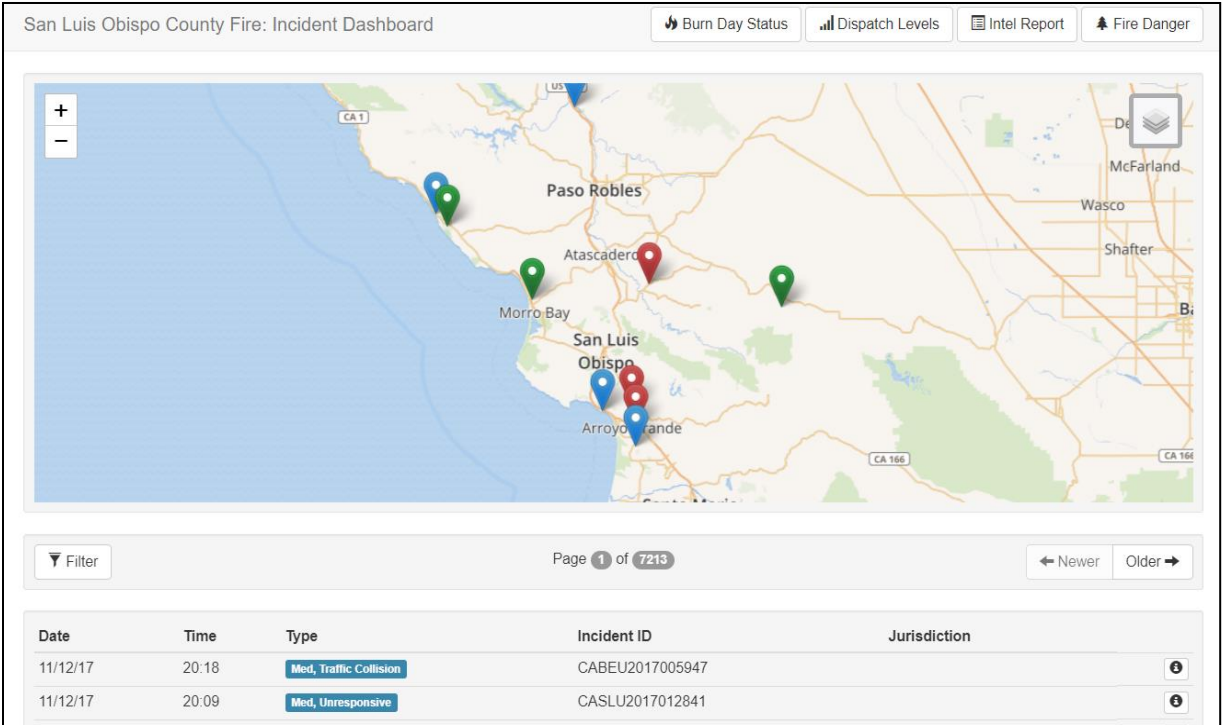 San Luis Obispo County Fire: Incident Dashboard Burn Day Status Dispatch Levels Intel Report Fire Danger
+
−
US
CA 1
McFarland
Paso Robles
Wasco
Atascadero
Shafter
Morro Bay
San Luis
Obispo
Arroyo Grande
CA 166
CA 166
Filter Page 1 of 7213 Newer Older
Date Time Type Incident ID Jurisdiction
11/12/17 20:18 Med, Traffic Collision CABEU2017005947
11/12/17 20:09 Med, Unresponsive CASLU2017012841